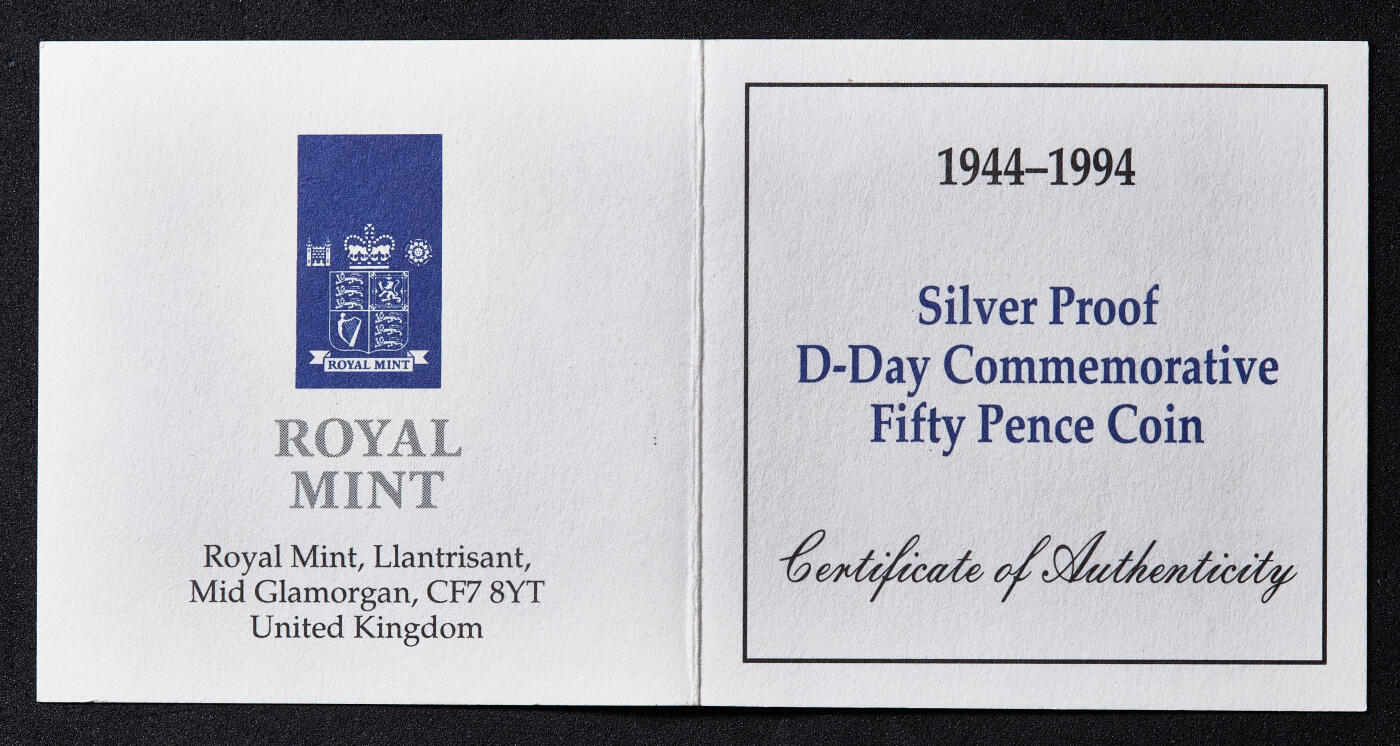 ROYAL MINT
ROYAL
MINT
Royal Mint, Llantrisant,
Mid Glamorgan, CF7 8YT
United Kingdom
1944–1994
Silver Proof
D-Day Commemorative
Fifty Pence Coin
Certificate of Authenticity